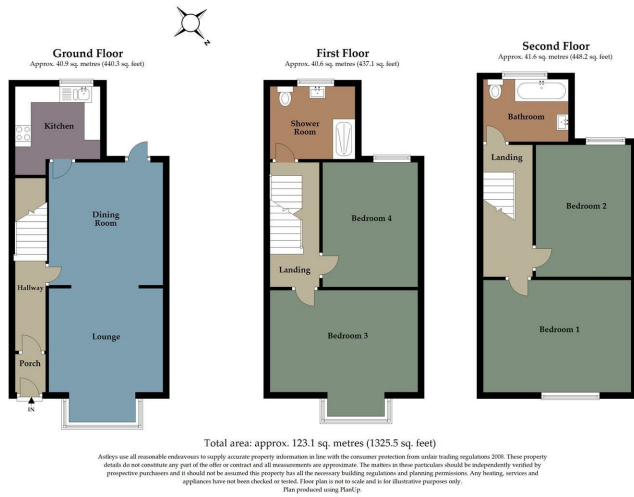 N
Ground Floor
Approx. 40.9 sq. metres (440.3 sq. feet)
Kitchen
Dining
Room
Hallway
Lounge
Porch
IN
First Floor
Approx. 40.6 sq. metres (437.1 sq. feet)
Shower
Room
Bedroom 4
Landing
Bedroom 3
Second Floor
Approx. 41.6 sq. metres (448.2 sq. feet)
Bathroom
Landing
Bedroom 2
Bedroom 1
Total area: approx. 123.1 sq. metres (1325.5 sq. feet)
Astleys use all reasonable endeavours to supply accurate property information in line with the consumer protection from unfair trading regulations 2008. These property
details do not constitute any part of the offer or contract and all measurements are approximate. The matters in these particulars should be independently verified by
prospective purchasers and it should not be assumed this property has all the necessary building regulations and planning permissions. Any heating, services and
appliances have not been checked or tested. Floor plan is not to scale and is for illustrative purposes only.
Plan produced using PlanUp.